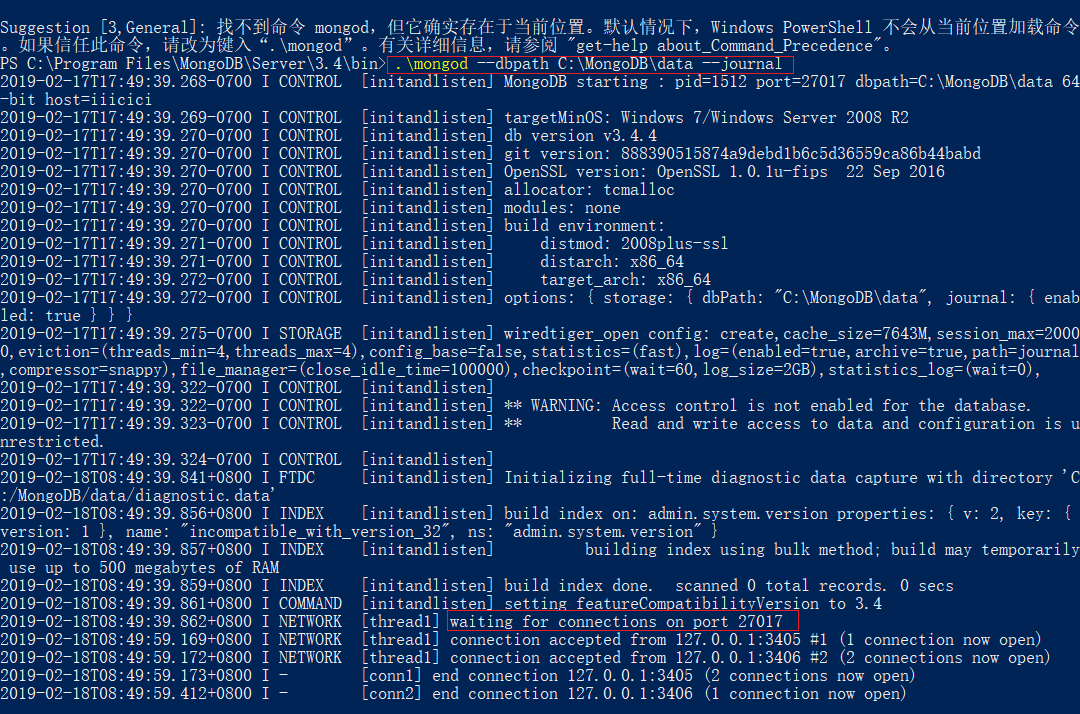 Suggestion [3,General]: 找不到命令 mongod，但它确实存在于当前位置。默认情况下，Windows PowerShell 不会从当前位置加载命令
。如果信任此命令，请改为键入“.\mongod”。有关详细信息，请参阅 "get-help about_Command_Precedence"。
PS C:\Program Files\MongoDB\Server\3.4\bin> .\mongod --dbpath C:\MongoDB\data --journal
2019-02-17T17:49:39.268-0700 I CONTROL  [initandlisten] MongoDB starting : pid=1512 port=27017 dbpath=C:\MongoDB\data 64
-bit host=iiicici
2019-02-17T17:49:39.269-0700 I CONTROL  [initandlisten] targetMinOS: Windows 7/Windows Server 2008 R2
2019-02-17T17:49:39.270-0700 I CONTROL  [initandlisten] db version v3.4.4
2019-02-17T17:49:39.270-0700 I CONTROL  [initandlisten] git version: 888390515874a9debd1b6c5d36559ca86b44babd
2019-02-17T17:49:39.270-0700 I CONTROL  [initandlisten] OpenSSL version: OpenSSL 1.0.1u-fips  22 Sep 2016
2019-02-17T17:49:39.270-0700 I CONTROL  [initandlisten] allocator: tcmalloc
2019-02-17T17:49:39.270-0700 I CONTROL  [initandlisten] modules: none
2019-02-17T17:49:39.270-0700 I CONTROL  [initandlisten] build environment:
2019-02-17T17:49:39.271-0700 I CONTROL  [initandlisten]     distmod: 2008plus-ssl
2019-02-17T17:49:39.271-0700 I CONTROL  [initandlisten]     distarch: x86_64
2019-02-17T17:49:39.272-0700 I CONTROL  [initandlisten]     target_arch: x86_64
2019-02-17T17:49:39.272-0700 I CONTROL  [initandlisten] options: { storage: { dbPath: "C:\MongoDB\data", journal: { enab
led: true } } }
2019-02-17T17:49:39.275-0700 I STORAGE  [initandlisten] wiredtiger_open config: create,cache_size=7643M,session_max=2000
0,eviction=(threads_min=4,threads_max=4),config_base=false,statistics=(fast),log=(enabled=true,archive=true,path=journal
,compressor=snappy),file_manager=(close_idle_time=100000),checkpoint=(wait=60,log_size=2GB),statistics_log=(wait=0),
2019-02-17T17:49:39.322-0700 I CONTROL  [initandlisten]
2019-02-17T17:49:39.322-0700 I CONTROL  [initandlisten] ** WARNING: Access control is not enabled for the database.
2019-02-17T17:49:39.323-0700 I CONTROL  [initandlisten] **          Read and write access to data and configuration is u
nrestricted.
2019-02-17T17:49:39.324-0700 I CONTROL  [initandlisten]
2019-02-18T08:49:39.841+0800 I FTDC     [initandlisten] Initializing full-time diagnostic data capture with directory 'C
:/MongoDB/data/diagnostic.data'
2019-02-18T08:49:39.856+0800 I INDEX    [initandlisten] build index on: admin.system.version properties: { v: 2, key: {
version: 1 }, name: "incompatible_with_version_32", ns: "admin.system.version" }
2019-02-18T08:49:39.857+0800 I INDEX    [initandlisten]          building index using bulk method; build may temporarily
 use up to 500 megabytes of RAM
2019-02-18T08:49:39.859+0800 I INDEX    [initandlisten] build index done.  scanned 0 total records. 0 secs
2019-02-18T08:49:39.861+0800 I COMMAND  [initandlisten] setting featureCompatibilityVersion to 3.4
2019-02-18T08:49:39.862+0800 I NETWORK  [thread1] waiting for connections on port 27017
2019-02-18T08:49:59.169+0800 I NETWORK  [thread1] connection accepted from 127.0.0.1:3405 #1 (1 connection now open)
2019-02-18T08:49:59.172+0800 I NETWORK  [thread1] connection accepted from 127.0.0.1:3406 #2 (2 connections now open)
2019-02-18T08:49:59.173+0800 I -        [conn1] end connection 127.0.0.1:3405 (2 connections now open)
2019-02-18T08:49:59.412+0800 I -        [conn2] end connection 127.0.0.1:3406 (1 connection now open)